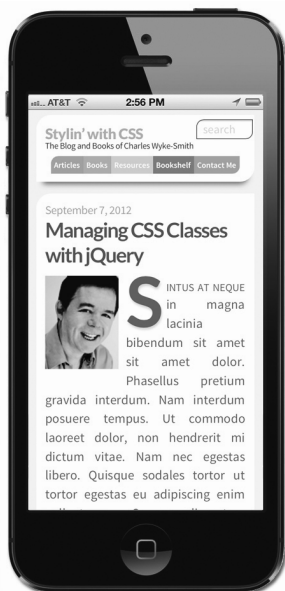 AT&T 2:56 PM
Stylin' with CSS
search
The Blog and Books of Charles Wyke-Smith
Articles Books Resources Bookshelf Contact Me
September 7, 2012
Managing CSS Classes
with jQuery
SINTUS AT NEQUE
in magna
lacinia
bibendum sit amet
sit amet dolor.
Phasellus pretium
gravida interdum. Nam interdum
posuere tempus. Ut commodo
laoreet dolor, non hendrerit mi
dictum vitae. Nam nec egestas
libero. Quisque sodales tortor ut
tortor egestas eu adipiscing enim